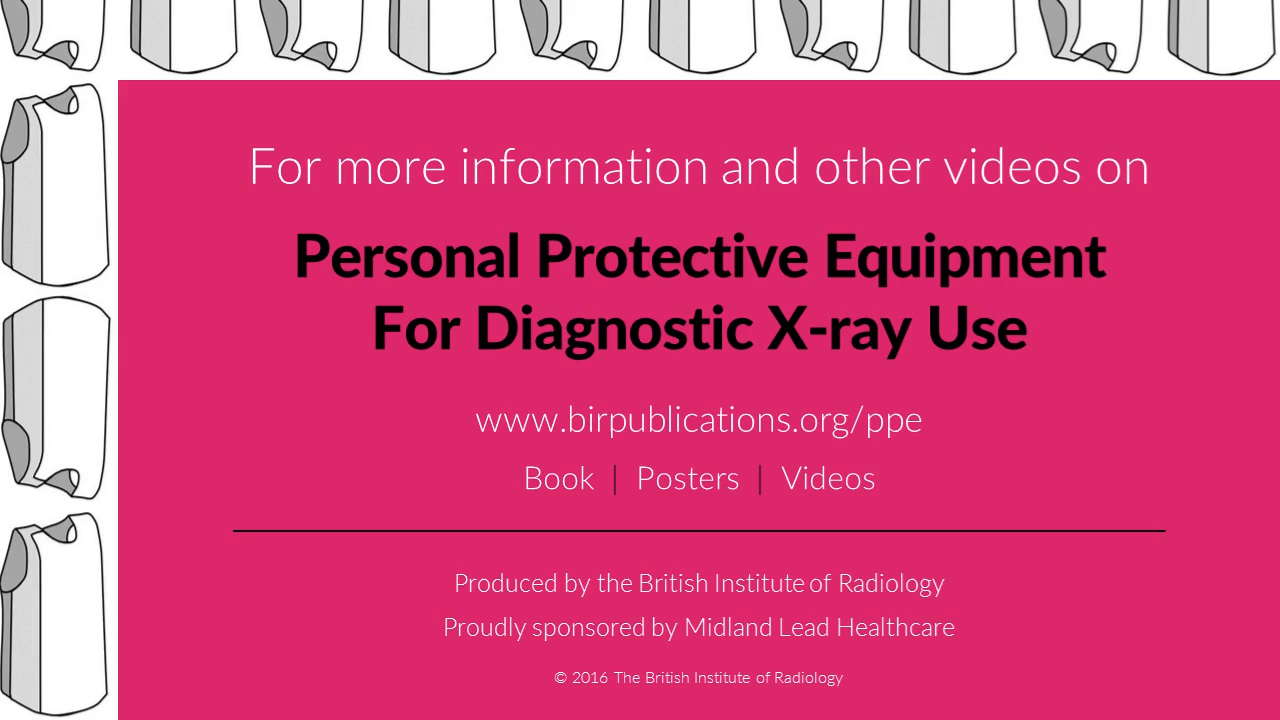 For more information and other videos on
Personal Protective Equipment
For Diagnostic X-ray Use
www.birpublications.org/ppe
Book | Posters | Videos
Produced by the British Institute of Radiology
Proudly sponsored by Midland Lead Healthcare
© 2016 The British Institute of Radiology